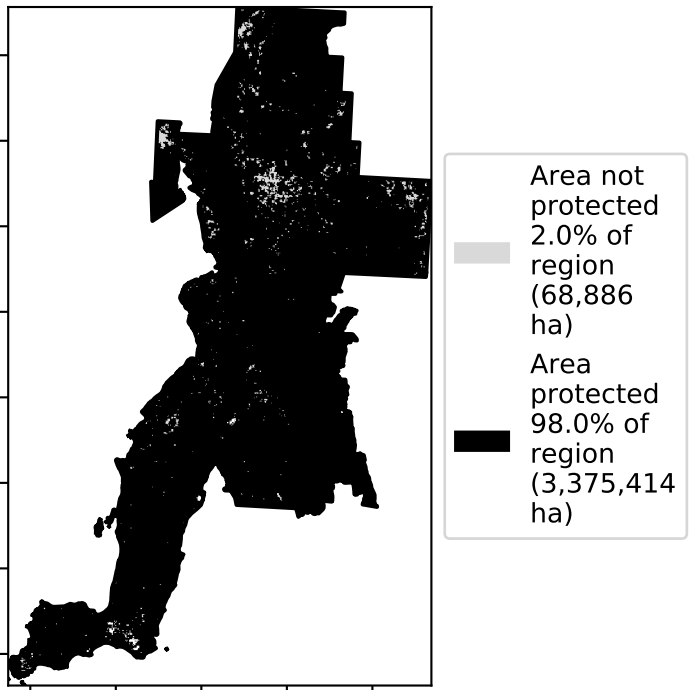 Area not
protected
2.0% of
region
(68,886
ha)
Area
protected
98.0% of
region
(3,375,414
ha)